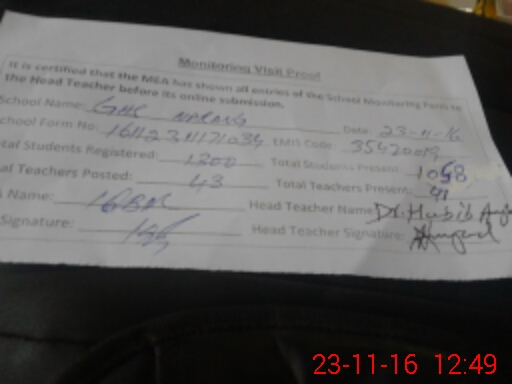 Monitoring Visit Proof
It is certified that the MEA has shown all entries of the School Monitoring Form to
the Head Teacher before its online submission.
School Name: GHS Date: 23-11-16
School Form No: EMIS Code: 35420019
Total Students Registered: 1200 Total Students Present: 1058
Total Teachers Posted: 43 Total Teachers Present: 41
Name: Head Teacher Name: Dr. Habib
Signature: Head Teacher Signature:
23-11-16 12:49